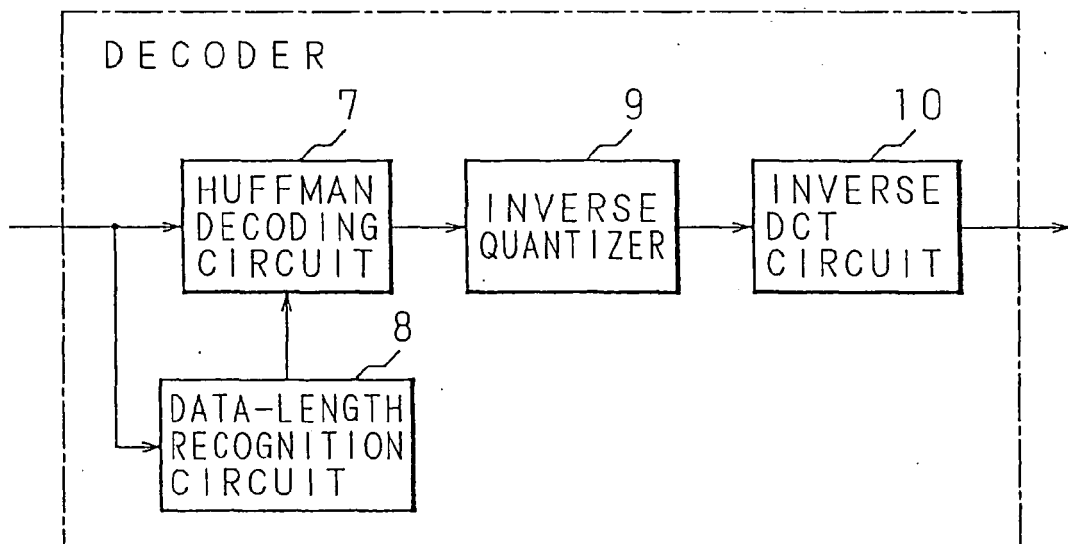 DECODER
7
HUFFMAN
DECODING
CIRCUIT
9
INVERSE
QUANTIZER
10
INVERSE
DCT
CIRCUIT
8
DATA-LENGTH
RECOGNITION
CIRCUIT